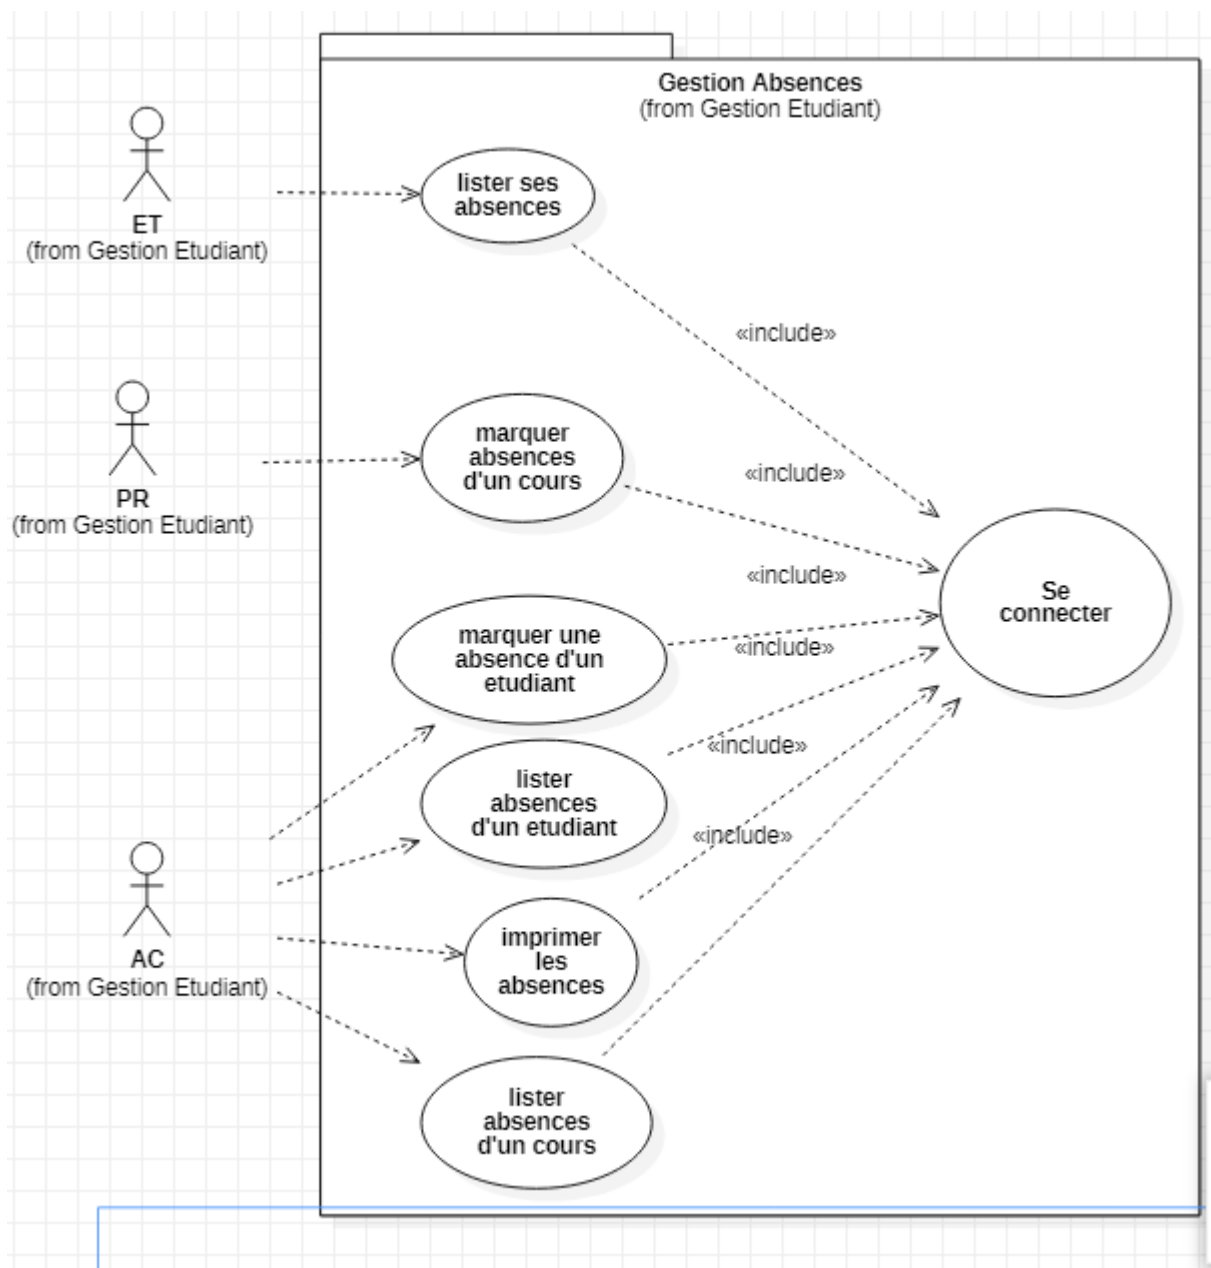 Gestion Absences
(from Gestion Etudiant)
ET
(from Gestion Etudiant)
lister ses
absences
«include»
PR
(from Gestion Etudiant)
marquer
absences
d'un cours
«include»
«include»
Se
connecter
marquer une
absence d'un
etudiant
«include»
«include»
lister
absences
d'un etudiant
«include»
AC
(from Gestion Etudiant)
imprimer
les
absences
lister
absences
d'un cours